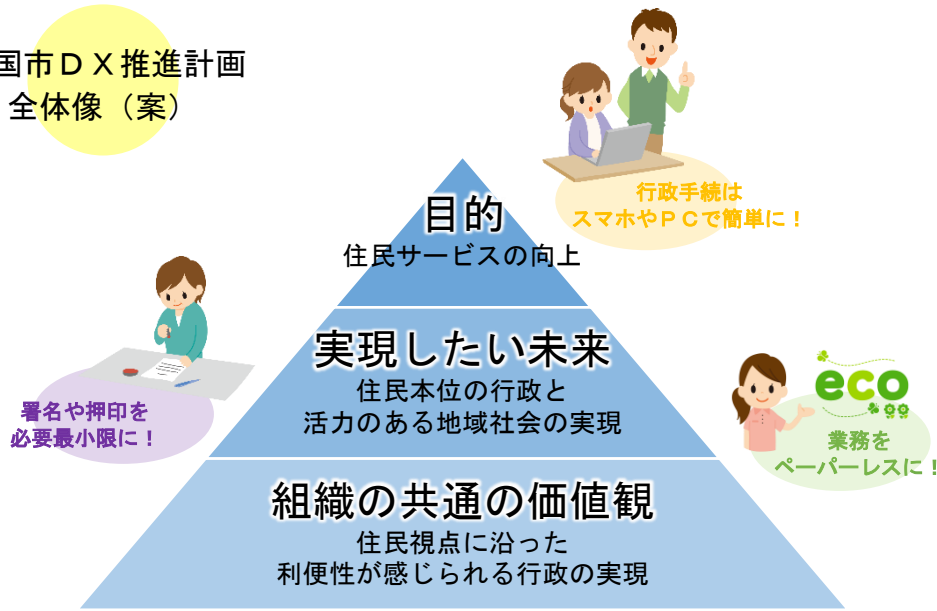 国市ＤＸ推進計画
全体像（案）
行政手続は
スマホやＰＣで簡単に！
目的
住民サービスの向上
実現したい未来
住民本位の行政と
活力のある地域社会の実現
署名や押印を
必要最小限に！
eco
業務を
ペーパーレスに！
組織の共通の価値観
住民視点に沿った
利便性が感じられる行政の実現